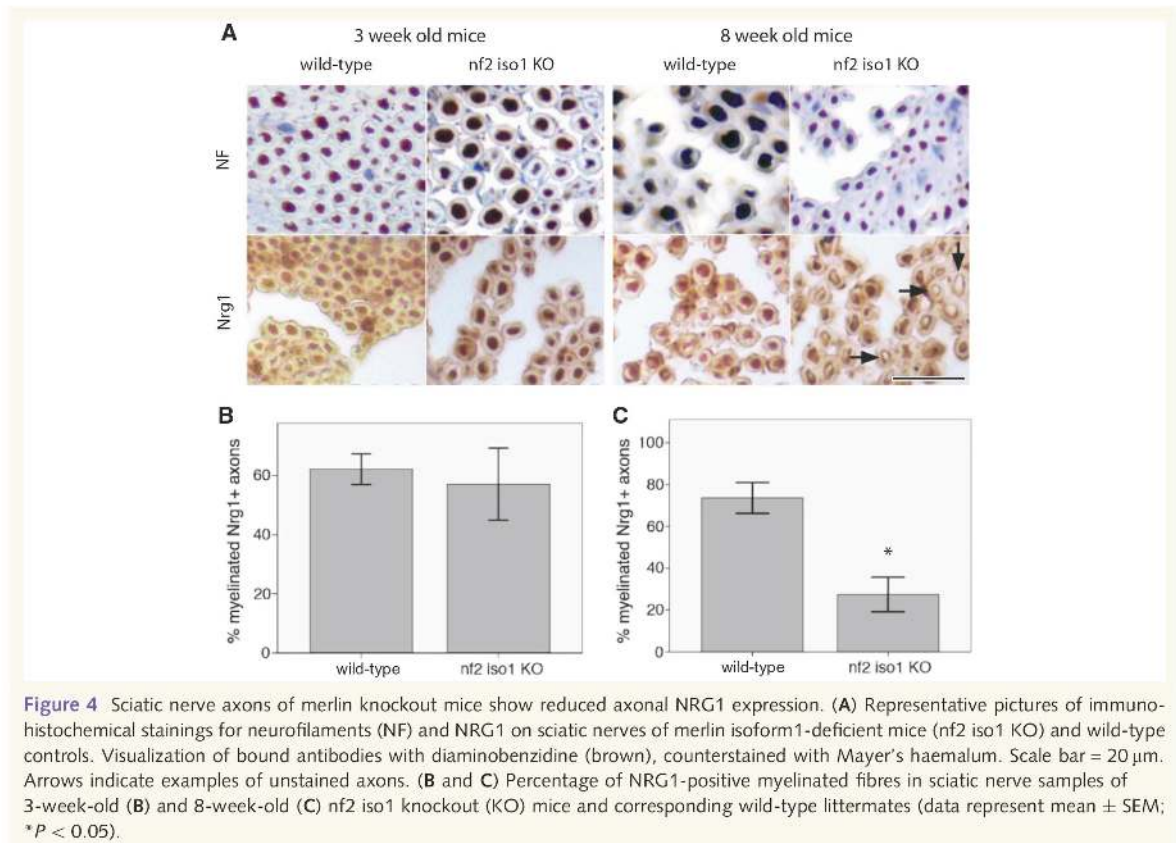 A
3 week old mice 8 week old mice
wild-type nf2 iso1 KO wild-type nf2 iso1 KO
NF
Nrg1
B
% myelinated Nrg1+ axons
60
40
20
0
wild-type nf2 iso1 KO
C
% myelinated Nrg1+ axons
100
80
60
40
20
0
*
wild-type nf2 iso1 KO
Figure 4 Sciatic nerve axons of merlin knockout mice show reduced axonal NRG1 expression. (A) Representative pictures of immuno-
histochemical stainings for neurofilaments (NF) and NRG1 on sciatic nerves of merlin isoform1-deficient mice (nf2 iso1 KO) and wild-type
controls. Visualization of bound antibodies with diaminobenzidine (brown), counterstained with Mayer's haemalum. Scale bar = 20 μm.
Arrows indicate examples of unstained axons. (B and C) Percentage of NRG1-positive myelinated fibres in sciatic nerve samples of
3-week-old (B) and 8-week-old (C) nf2 iso1 knockout (KO) mice and corresponding wild-type littermates (data represent mean ± SEM;
*P < 0.05).